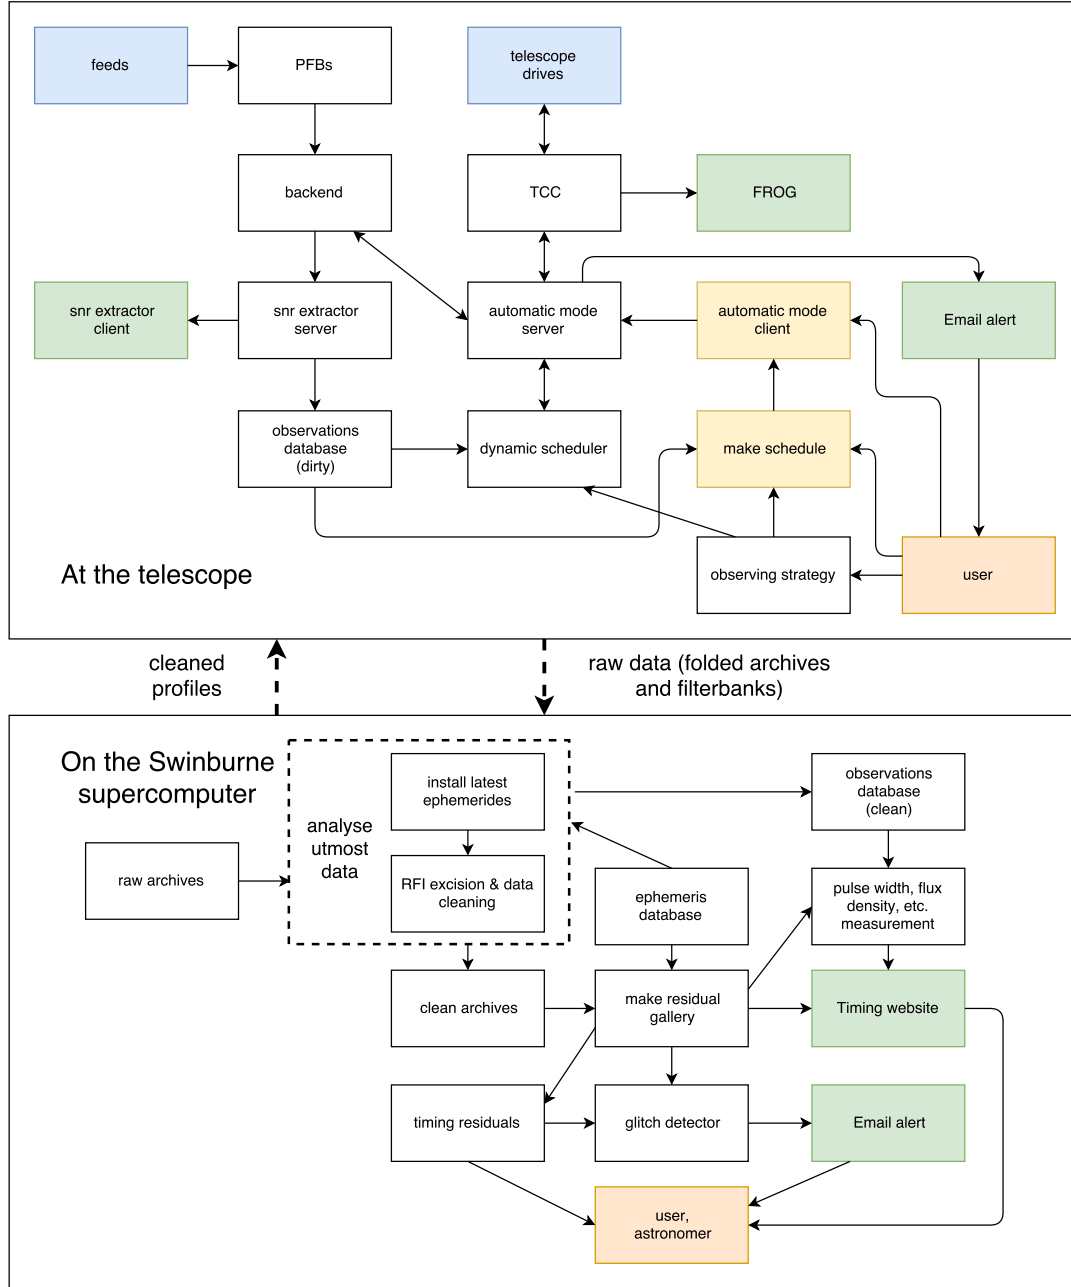 feeds
PFBs
telescope
drives
backend
TCC
FROG
snr extractor
client
snr extractor
server
automatic mode
server
automatic mode
client
Email alert
observations
database
(dirty)
dynamic scheduler
make schedule
At the telescope
observing strategy
user
cleaned
profiles
raw data (folded archives
and filterbanks)
On the Swinburne
supercomputer
install latest
ephemerides
observations
database
(clean)
analyse
utmost
data
raw archives
RFI excision & data
cleaning
ephemeris
database
pulse width, flux
density, etc.
measurement
clean archives
make residual
gallery
Timing website
timing residuals
glitch detector
Email alert
user,
astronomer